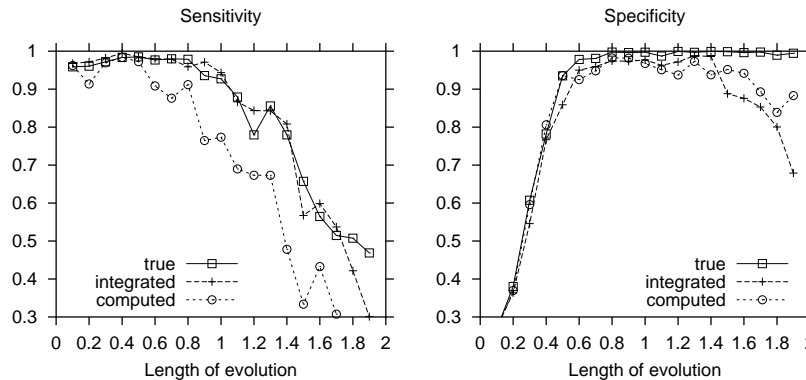 Sensitivity
1
0.9
0.8
0.7
0.6
0.5
0.4
0.3
true
integrated
computed
0 0.2 0.4 0.6 0.8 1 1.2 1.4 1.6 1.8 2
Length of evolution
Specificity
1
0.9
0.8
0.7
0.6
0.5
0.4
0.3
true
integrated
computed
0 0.2 0.4 0.6 0.8 1 1.2 1.4 1.6 1.8 2
Length of evolution